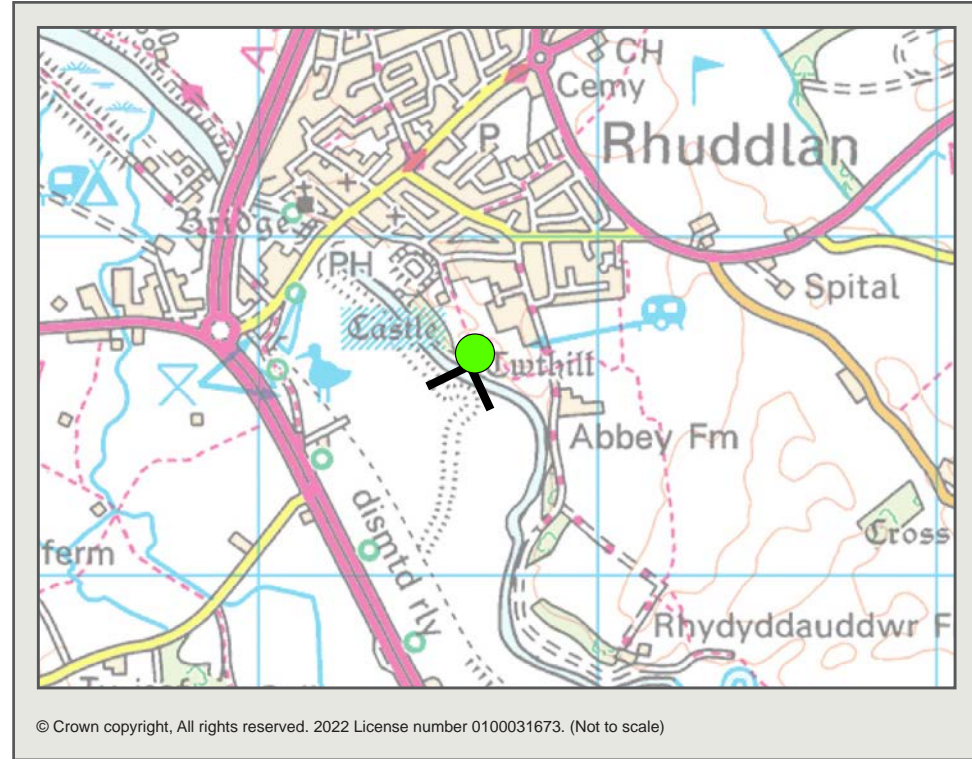 A
CH
Cemy
P
Rhuddlan
Bridge
PH
Spital
Castle
Twthill
Abbey Fm
dismtd rly
Cross
ferm
Rhydyddauddwr F
© Crown copyright, All rights reserved. 2022 License number 0100031673. (Not to scale)